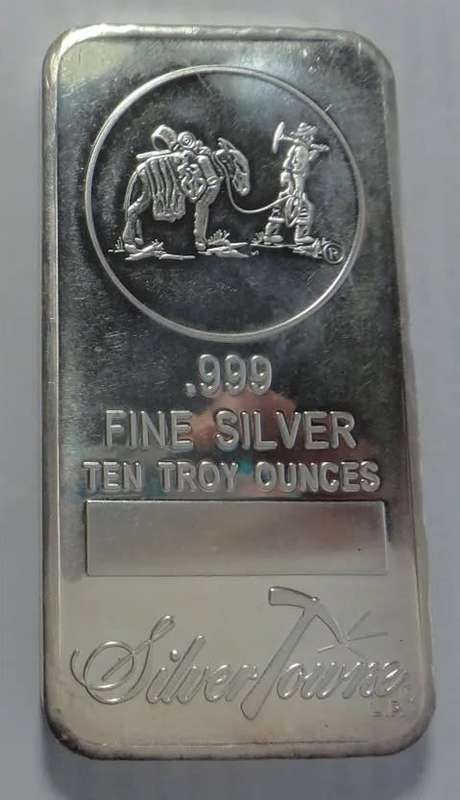 ®
.999
FINE SILVER
TEN TROY OUNCES
SilverTowne
L.P.